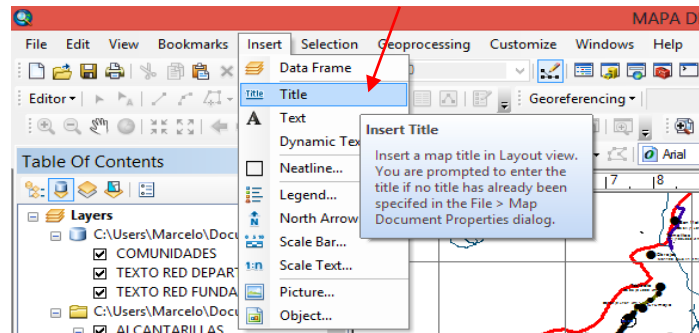 MAPA D
File Edit View Bookmarks Insert Selection Geoprocessing Customize Windows Help
Editor
Georeferencing
Arial
Table Of Contents
Layers
C:\Users\Marcelo\Docu
COMUNIDADES
TEXTO RED DEPART
TEXTO RED FUNDA
C:\Users\Marcelo\Docu
ALCANTARILLAS
Data Frame
Title Title
A Text
Dynamic Tex
Neatline...
Legend...
N North Arrow
Scale Bar...
1:n Scale Text...
Picture...
Object...
Insert Title
Insert a map title in Layout view.
You are prompted to enter the
title if no title has already been
specifed in the File > Map
Document Properties dialog.
7 8